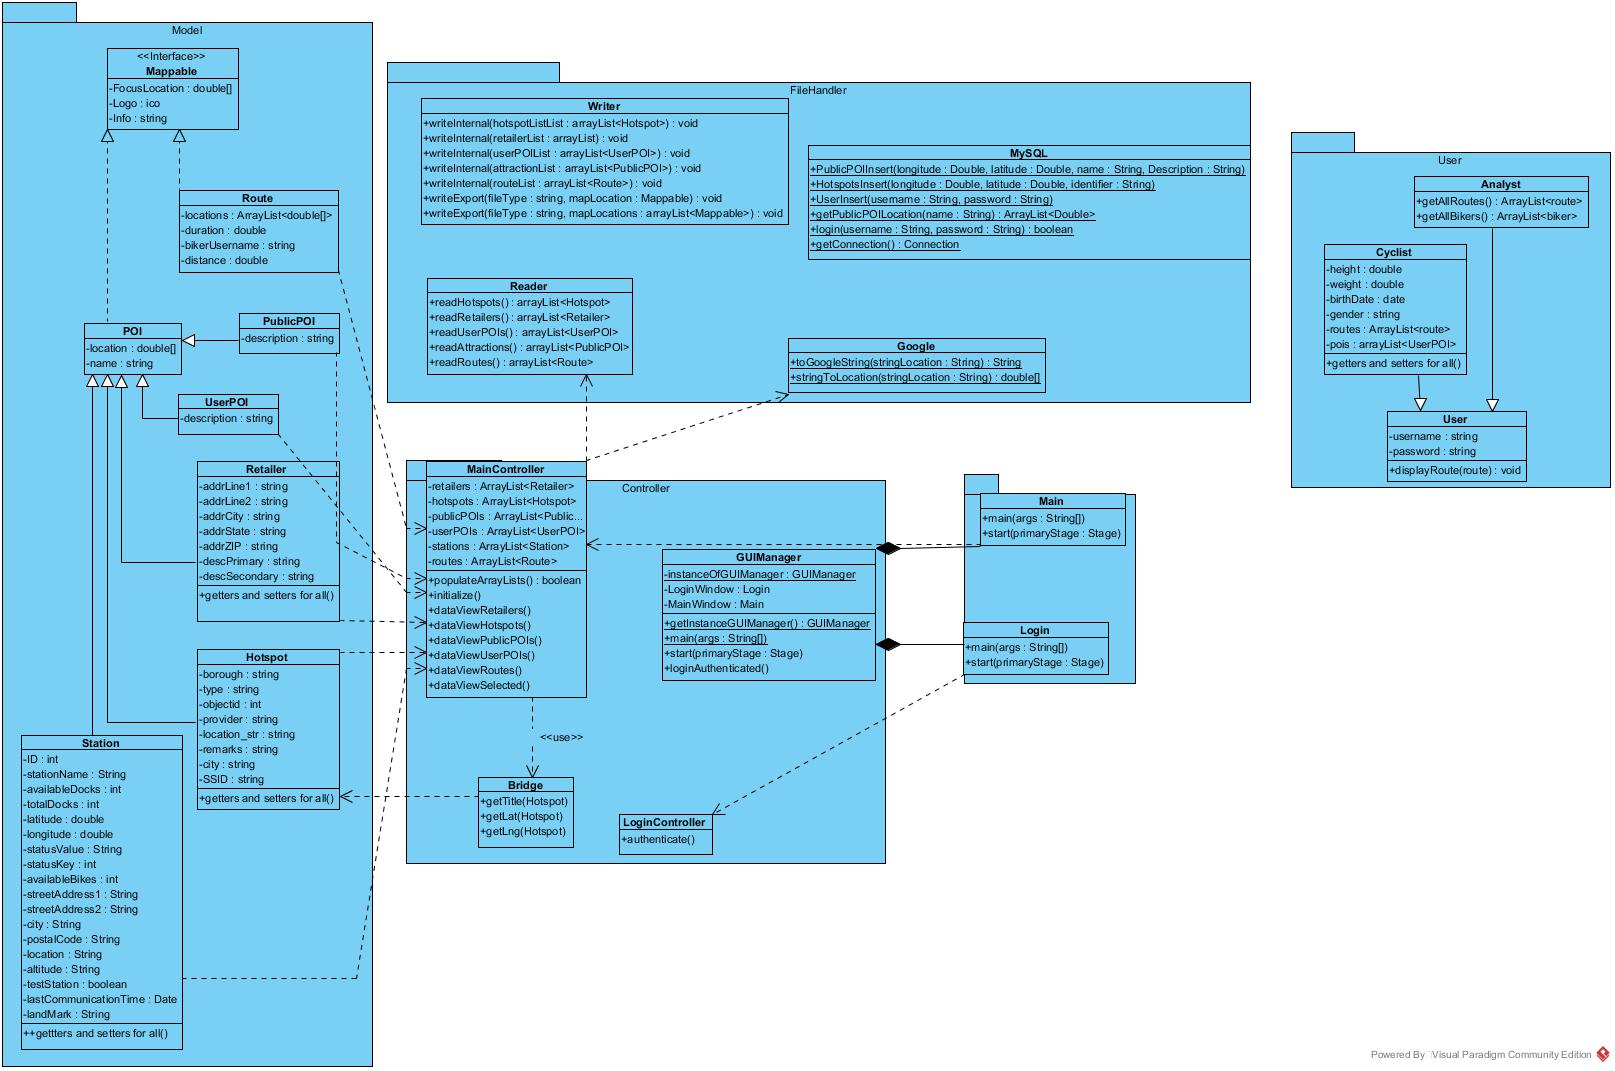 Model
<<Interface>>
Mappable
-FocusLocation : double[]
-Logo : ico
-Info : string
Route
-locations : ArrayList<double[]>
-duration : double
-bikerUsername : string
-distance : double
POI
-location : double[]
-name : string
PublicPOI
-description : string
UserPOI
-description : string
Retailer
-addrLine1 : string
-addrLine2 : string
-addrCity : string
-addrState : string
-addrZIP : string
-descPrimary : string
-descSecondary : string
+getters and setters for all()
Hotspot
-borough : string
-type : string
-objectid : int
-provider : string
-location_str : string
-remarks : string
-city : string
-SSID : string
+getters and setters for all()
Station
-ID : int
-stationName : String
-availableDocks : int
-totalDocks : int
-latitude : double
-longitude : double
-statusValue : String
-statusKey : int
-availableBikes : int
-streetAddress1 : String
-streetAddress2 : String
-city : String
-postalCode : String
-location : String
-altitude : String
-testStation : boolean
-lastCommunicationTime : Date
-landMark : String
++gettters and setters for all()
FileHandler
Writer
+writeInternal(hotspotListList : arrayList<Hotspot>) : void
+writeInternal(retailerList : arrayList) : void
+writeInternal(userPOIList : arrayList<UserPOI>) : void
+writeInternal(attractionList : arrayList<PublicPOI>) : void
+writeInternal(routeList : arrayList<Route>) : void
+writeExport(fileType : string, mapLocation : Mappable) : void
+writeExport(fileType : string, mapLocations : arrayList<Mappable>) : void
MySQL
+PublicPOIInsert(longitude : Double, latitude : Double, name : String, Description : String)
+HotspotsInsert(longitude : Double, latitude : Double, identifier : String)
+UserInsert(username : String, password : String)
+getPublicPOILocation(name : String) : ArrayList<Double>
+login(username : String, password : String) : boolean
+getConnection() : Connection
Reader
+readHotspots() : arrayList<Hotspot>
+readRetailers() : arrayList<Retailer>
+readUserPOIs() : arrayList<UserPOI>
+readAttractions() : arrayList<PublicPOI>
+readRoutes() : arrayList<Route>
Google
+toGoogleString(stringLocation : String) : String
+stringToLocation(stringLocation : String) : double[]
Controller
MainController
-retailers : ArrayList<Retailer>
-hotspots : ArrayList<Hotspot>
-publicPOIs : ArrayList<Public...
-userPOIs : ArrayList<UserPOI>
-stations : ArrayList<Station>
-routes : ArrayList<Route>
+populateArrayLists() : boolean
+initialize()
+dataViewRetailers()
+dataViewHotspots()
+dataViewPublicPOIs()
+dataViewUserPOIs()
+dataViewRoutes()
+dataViewSelected()
GUIManager
-instanceOfGUIManager : GUIManager
-LoginWindow : Login
-MainWindow : Main
+getInstanceGUIManager() : GUIManager
+main(args : String[])
+start(primaryStage : Stage)
+loginAuthenticated()
<<use>>
Bridge
+getTitle(Hotspot)
+getLat(Hotspot)
+getLng(Hotspot)
LoginController
+authenticate()
Main
+main(args : String[])
+start(primaryStage : Stage)
Login
+main(args : String[])
+start(primaryStage : Stage)
User
Analyst
+getAllRoutes() : ArrayList<route>
+getAllBikers() : ArrayList<biker>
Cyclist
-height : double
-weight : double
-birthDate : date
-gender : string
-routes : ArrayList<route>
-pois : arrayList<UserPOI>
+getters and setters for all()
User
-username : string
-password : string
+displayRoute(route) : void
Powered By Visual Paradigm Community Edition